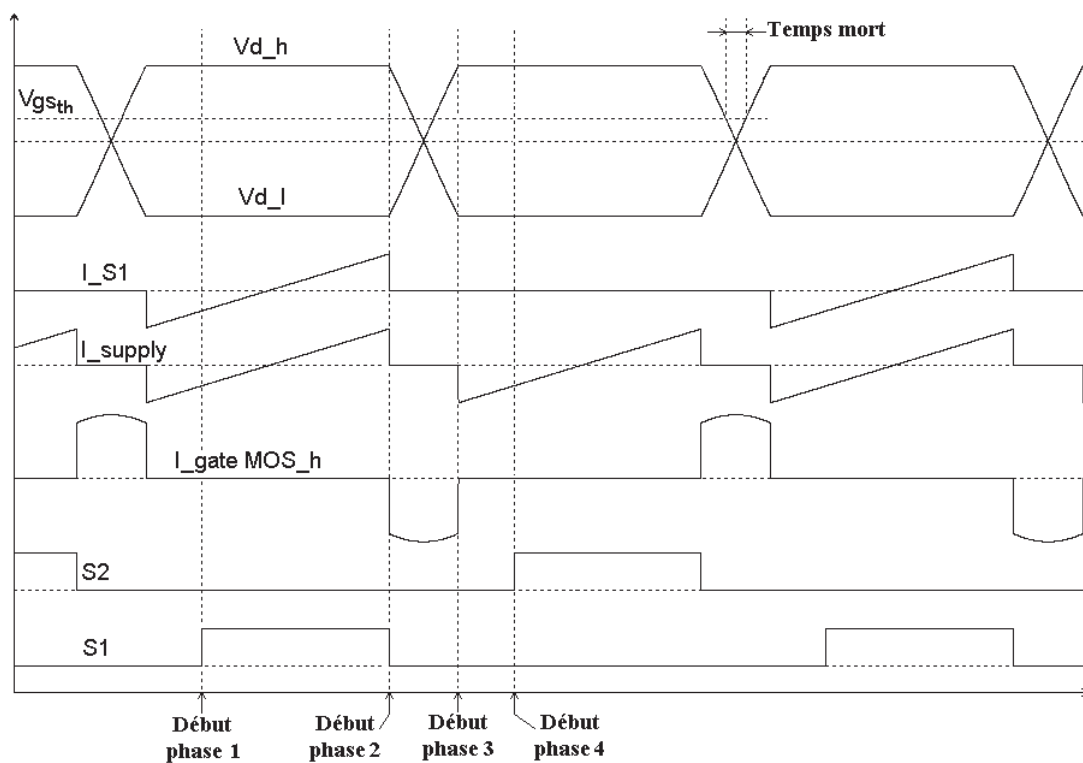 Temps mort
Vd_h
Vgsth
Vd_l
I_S1
I_supply
I_gate MOS_h
S2
S1
Début
phase 1
Début
phase 2
Début
phase 3
Début
phase 4